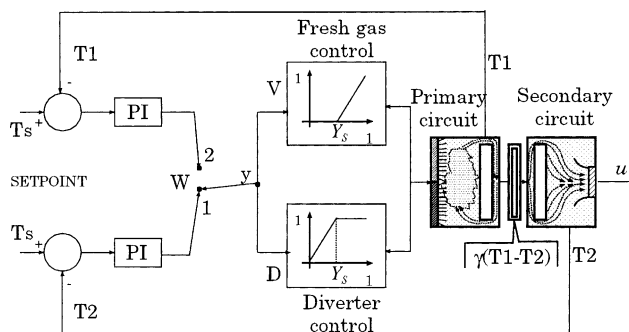 Fresh gas
control
T1
V
1
Y_S
1
T1
Primary
circuit
Secondary
circuit
-
+
Ts
PI
2
SETPOINT
W
y
1
u
Ts
+
PI
-
1
Y_S
1
D
γ(T1-T2)
T2
T2
Diverter
control